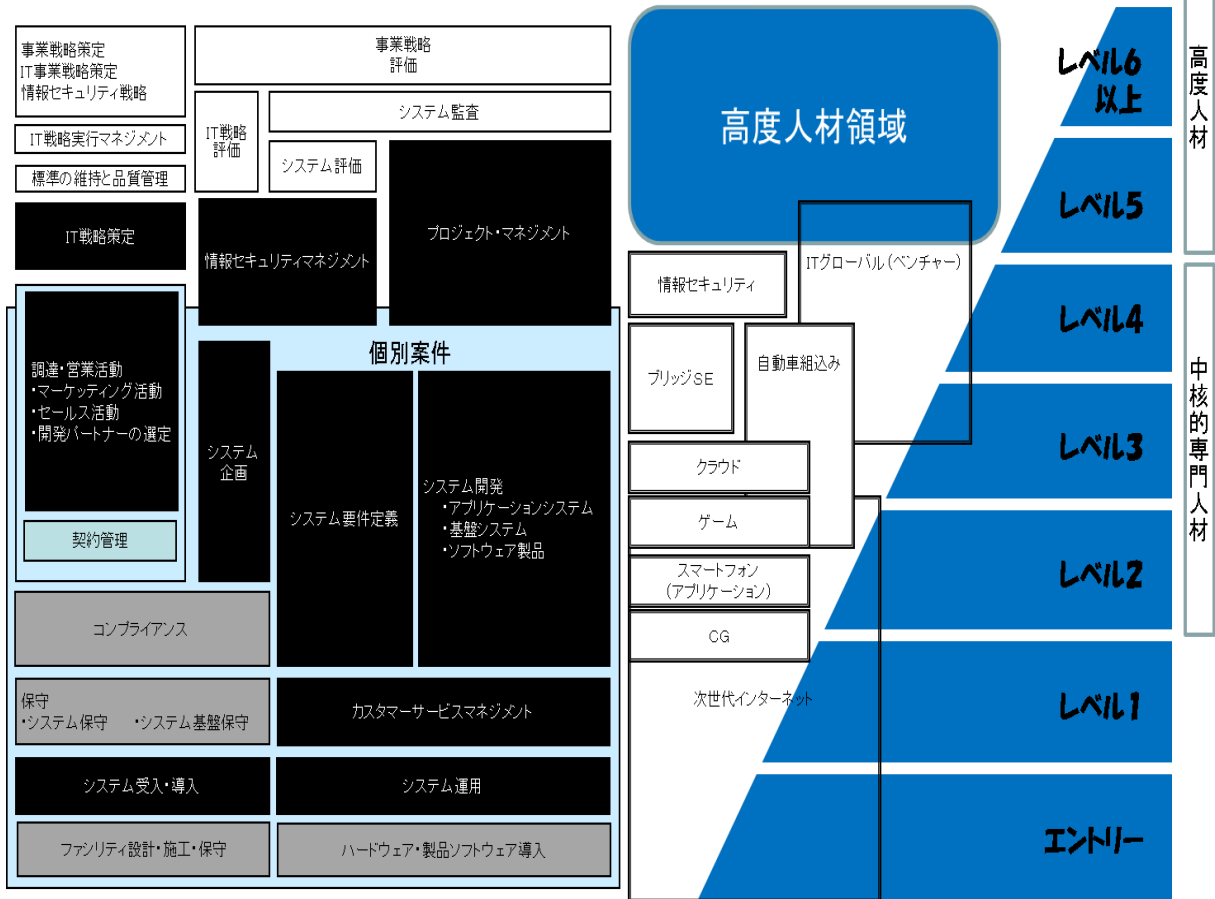 事業戦略策定
IT事業戦略策定
情報セキュリティ戦略
IT戦略実行マネジメント
標準の維持と品質管理
IT戦略策定
事業戦略
評価
IT戦略
評価
システム監査
システム評価
情報セキュリティマネジメント
プロジェクト・マネジメント
個別案件
調達・営業活動
・マーケッティング活動
・セールス活動
・開発パートナーの選定
契約管理
システム
企画
システム要件定義
システム開発
・アプリケーションシステム
・基盤システム
・ソフトウェア製品
コンプライアンス
保守
・システム保守　・システム基盤保守
カスタマーサービスマネジメント
システム受入・導入
システム運用
ファシリティ設計・施工・保守
ハードウェア・製品ソフトウェア導入
高度人材領域
ITグローバル(ベンチャー)
情報セキュリティ
ブリッジSE
自動車組込み
クラウド
ゲーム
スマートフォン
(アプリケーション)
CG
次世代インターネット
レベル6
以上
レベル5
レベル4
レベル3
レベル2
レベル1
エントリー
高度人材
中核的専門人材